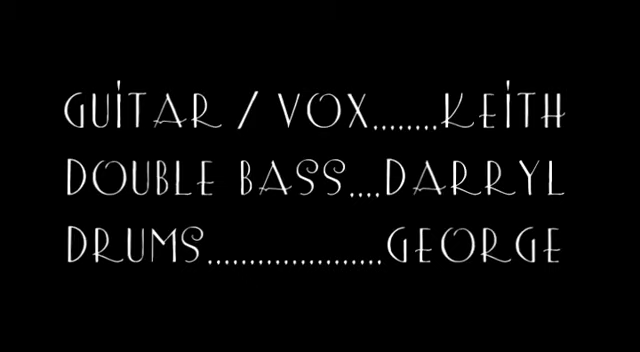 GUITAR / VOX........KEITH
DOUBLE BASS....DARRYL
DRUMS......................GEORGE